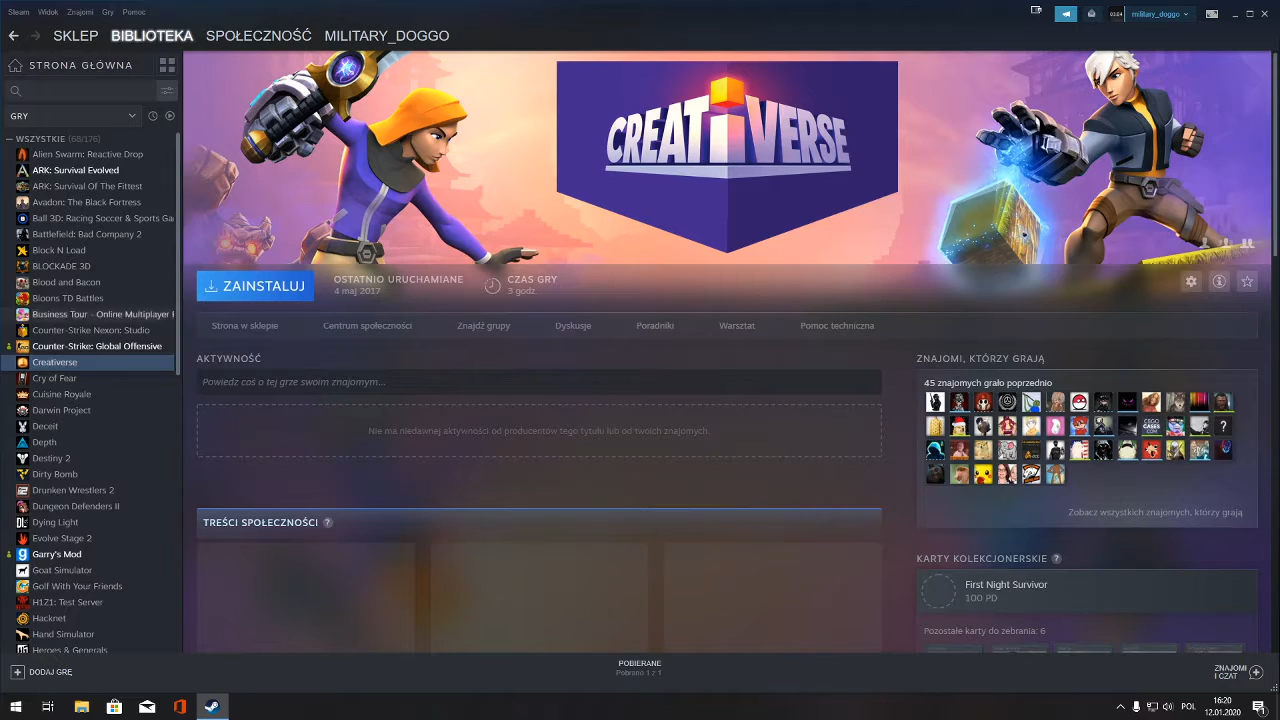 Steam Widok Znajomi Gry Pomoc
03:04 military_doggo
SKLEP BIBLIOTEKA SPOŁECZNOŚĆ MILITARY_DOGGO
STRONA GŁÓWNA
GRY
WSZYSTKIE (68/176)
Alien Swarm: Reactive Drop
ARK: Survival Evolved
ARK: Survival Of The Fittest
Avadon: The Black Fortress
Ball 3D: Racing Soccer & Sports Ga
Battlefield: Bad Company 2
Block N Load
BLOCKADE 3D
Blood and Bacon
Bloons TD Battles
Business Tour - Online Multiplayer
Counter-Strike Nexon: Studio
Counter-Strike: Global Offensive
Creativerse
Cry of Fear
Cuisine Royale
Darwin Project
Deceit
Depth
Destiny 2
Dirty Bomb
Drunken Wrestlers 2
Dungeon Defenders II
Dying Light
Evolve Stage 2
Garry's Mod
Goat Simulator
Golf With Your Friends
H1Z1: Test Server
Hacknet
Hand Simulator
Heroes & Generals
DODAJ GRĘ
CREATIVERSE
ZAINSTALUJ
OSTATNIO URUCHAMIANE
4 maj 2017
CZAS GRY
3 godz.
Strona w sklepie Centrum społeczności Znajdź grupy Dyskusje Poradniki Warsztat Pomoc techniczna
AKTYWNOŚĆ
Powiedz coś o tej grze swoim znajomym...
Nie ma niedawnej aktywności od producentów tego tytułu lub od twoich znajomych.
TREŚCI SPOŁECZNOŚCI ?
ZNAJOMI, KTÓRZY GRAJĄ
45 znajomych grało poprzednio
Zobacz wszystkich znajomych, którzy grają
KARTY KOLEKCJONERSKIE ?
First Night Survivor
100 PD
Pozostałe karty do zebrania: 6
POBIERANE
Pobrano 1 z 1
ZNAJOMI
I CZAT
POL
16:20
12.01.2020